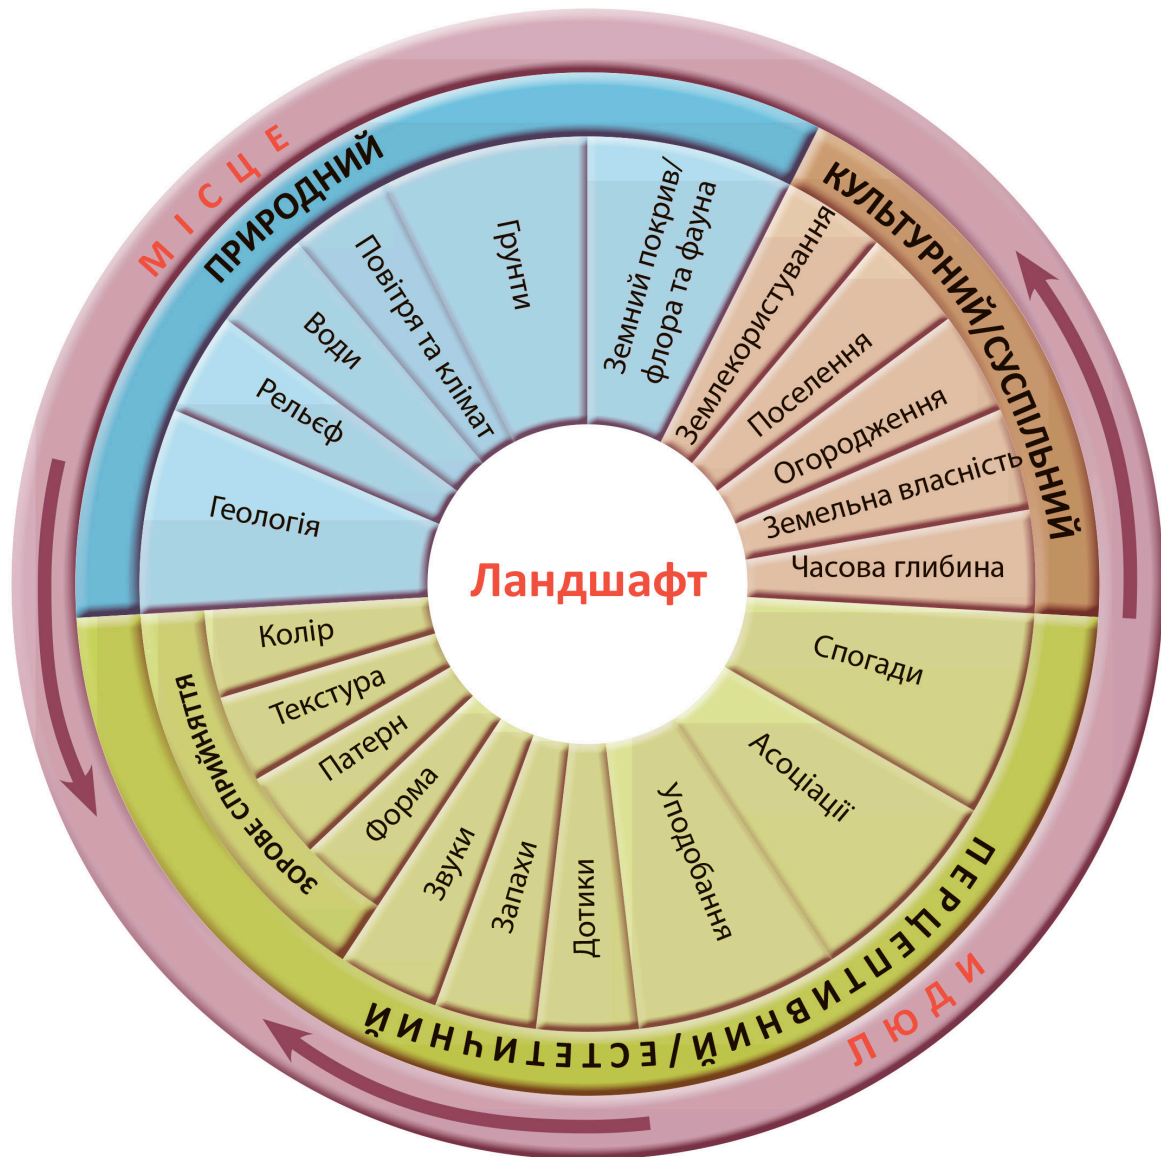 МІСЦЕ
ПРИРОДНИЙ
Геологія
Рельєф
Води
Повітря та клімат
Грунти
Земний покрив/
флора та фауна
КУЛЬТУРНИЙ/СУСПІЛЬНИЙ
Землекористування
Поселення
Огородження
Земельна власність
Часова глибина
Ландшафт
ПЕРЦЕПТИВНИЙ/ЕСТЕТИЧНИЙ
ЛЮДИ
Спогади
Асоціації
Уподобання
Дотики
Запахи
Звуки
ЗОРОВЕ СПРИЙНЯТТЯ
Форма
Патерн
Текстура
Колір